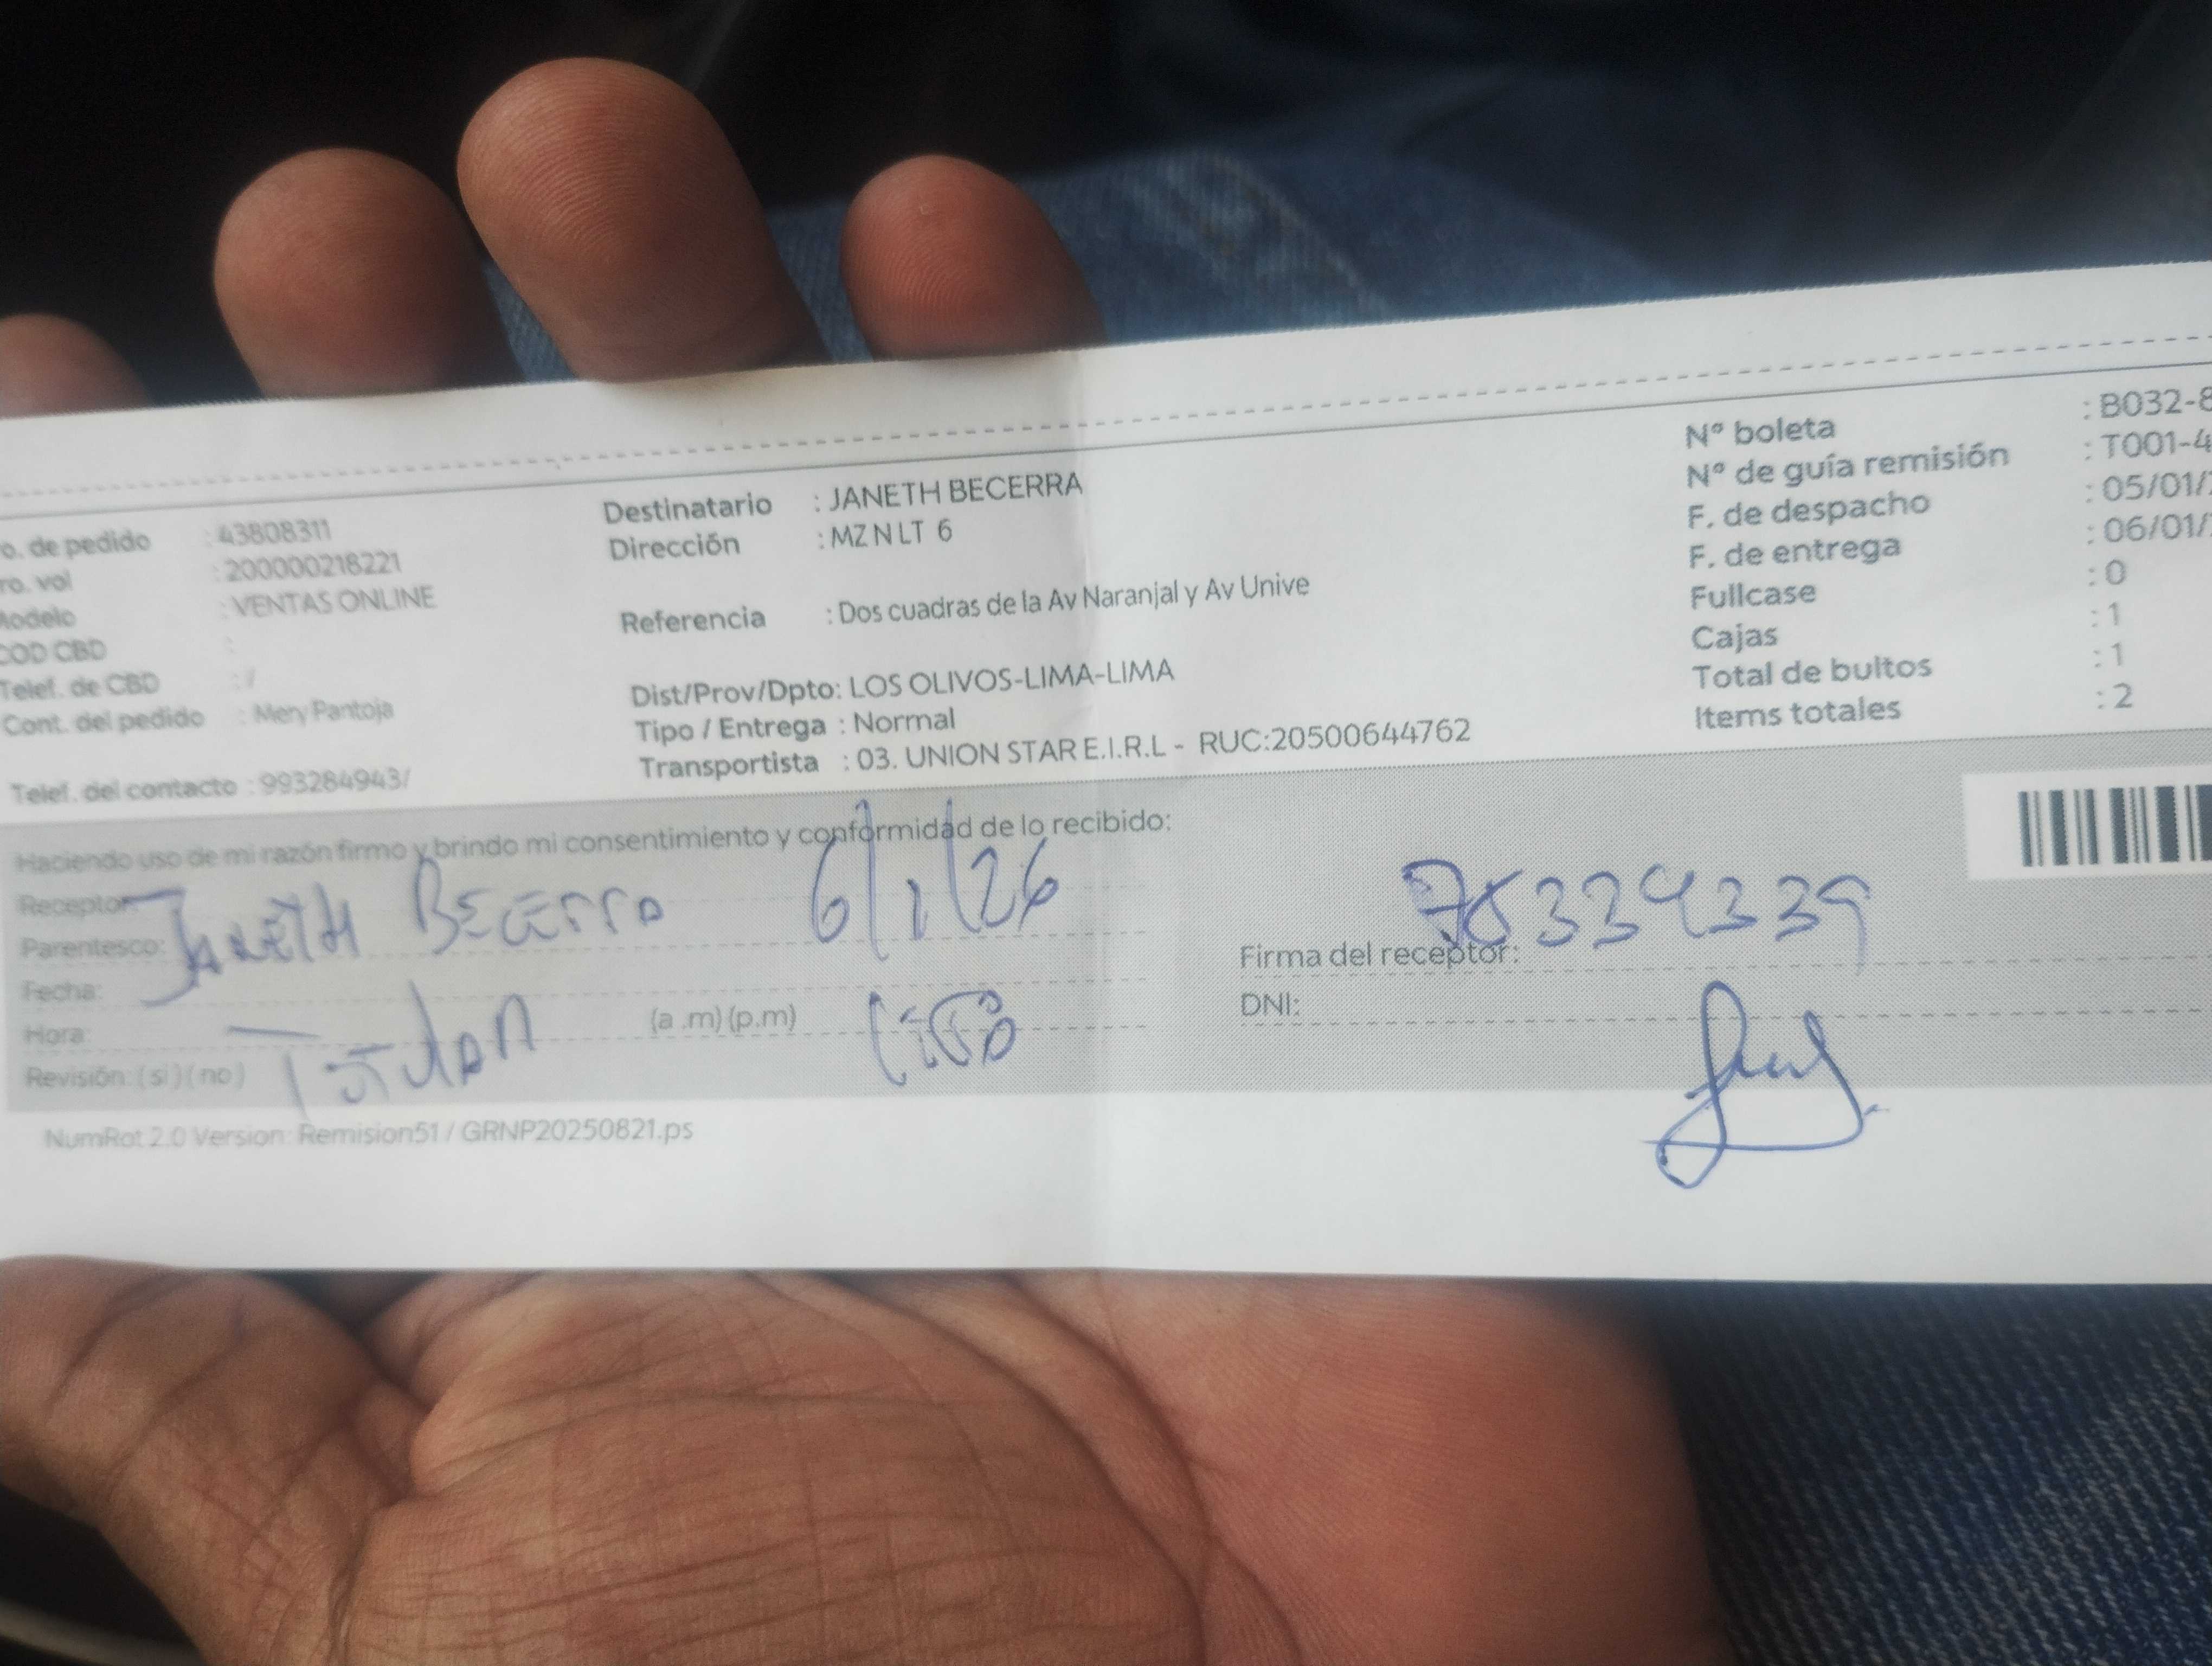 o. de pedido : 43808311
ro. vol : 200000218221
Modelo : VENTAS ONLINE
COD CBD :
Telef. de CBD : /
Cont. del pedido : Mery Pantoja
Telef. del contacto : 993284943/
Destinatario : JANETH BECERRA
Dirección : MZ N LT 6
Referencia : Dos cuadras de la Av Naranjal y Av Unive
Dist/Prov/Dpto: LOS OLIVOS-LIMA-LIMA
Tipo / Entrega : Normal
Transportista : 03. UNION STAR E.I.R.L - RUC:20500644762
Nº boleta : B032-8
Nº de guía remisión : T001-4
F. de despacho : 05/01/
F. de entrega : 06/01/
Fullcase : 0
Cajas : 1
Total de bultos : 1
Items totales : 2
Haciendo uso de mi razón firmo y brindo mi consentimiento y conformidad de lo recibido:
Receptor:
Parentesco: JANETH BECERRA 6/1/26
Fecha:
Hora: (a .m) (p.m)
Revisión: ( si ) ( no )
334339
Firma del receptor:
DNI:
NumRot 2.0 Version: Remision51 / GRNP20250821.ps